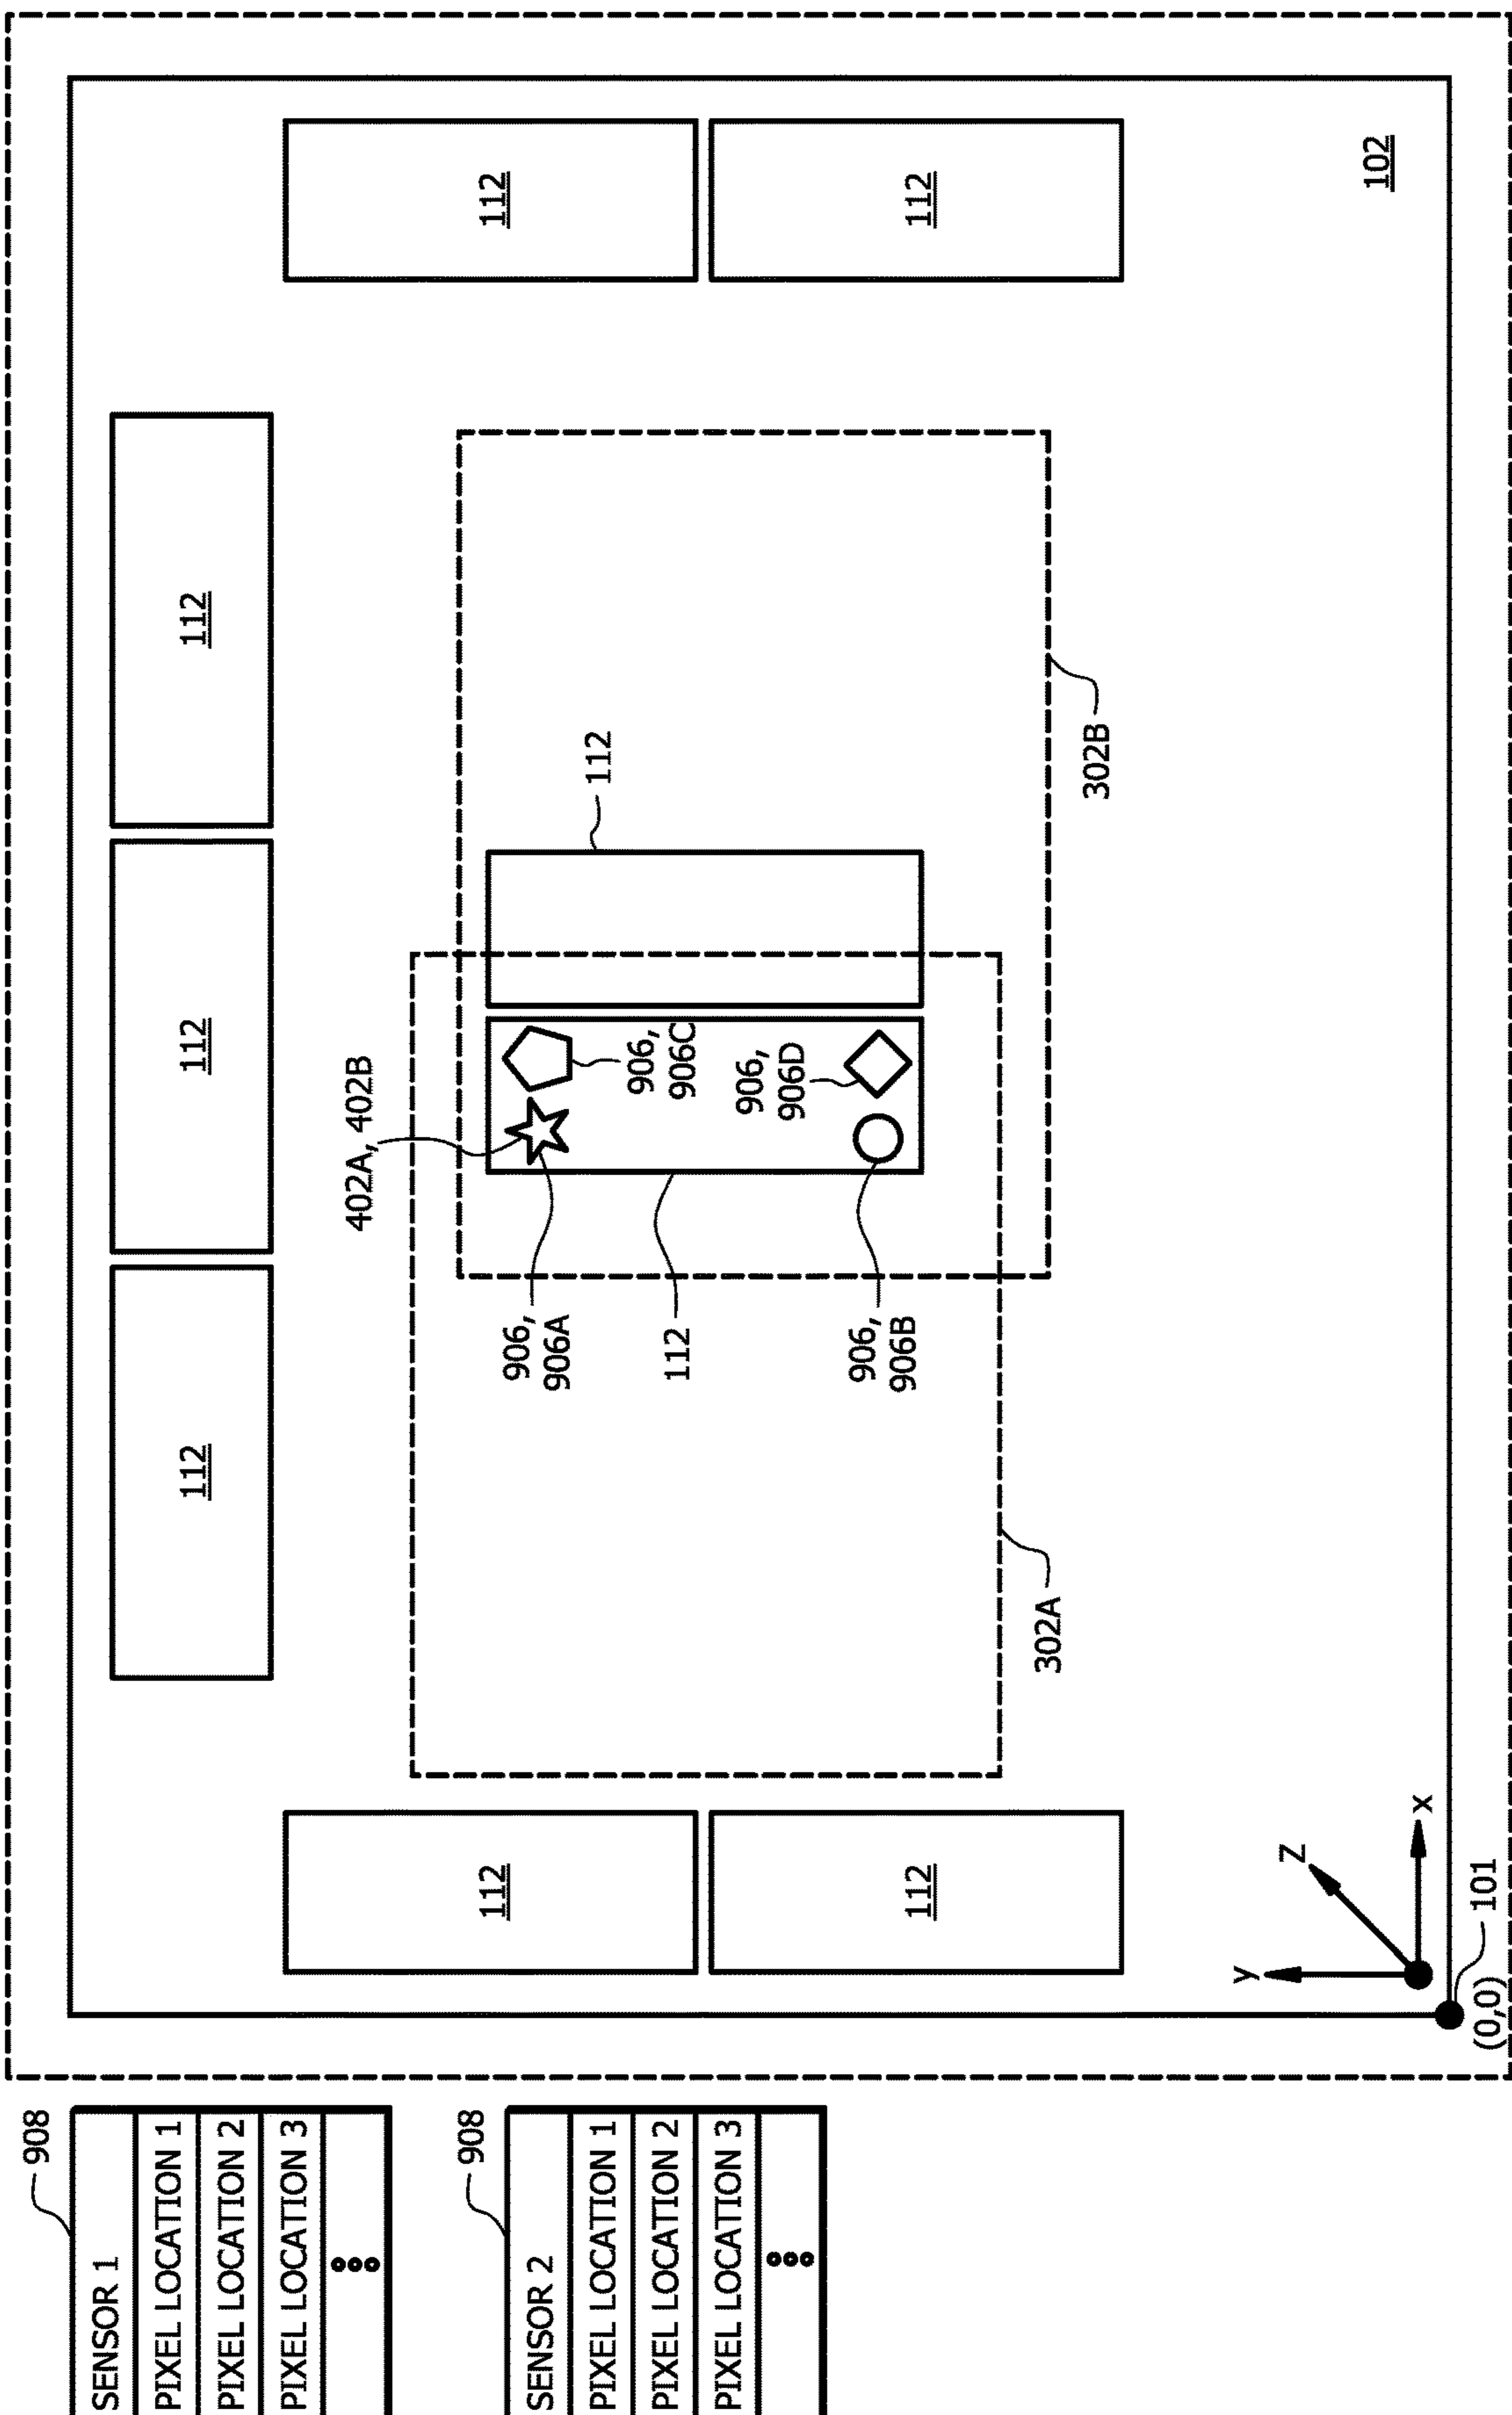 908
SENSOR 1
PIXEL LOCATION 1
PIXEL LOCATION 2
PIXEL LOCATION 3
908
SENSOR 2
PIXEL LOCATION 1
PIXEL LOCATION 2
PIXEL LOCATION 3
112
112
112
112
112
112
112
402A, 402B
906,
906A
906,
906C
112
906,
906D
112
906,
906B
302A
302B
102
y
Z
x
(0,0)
101